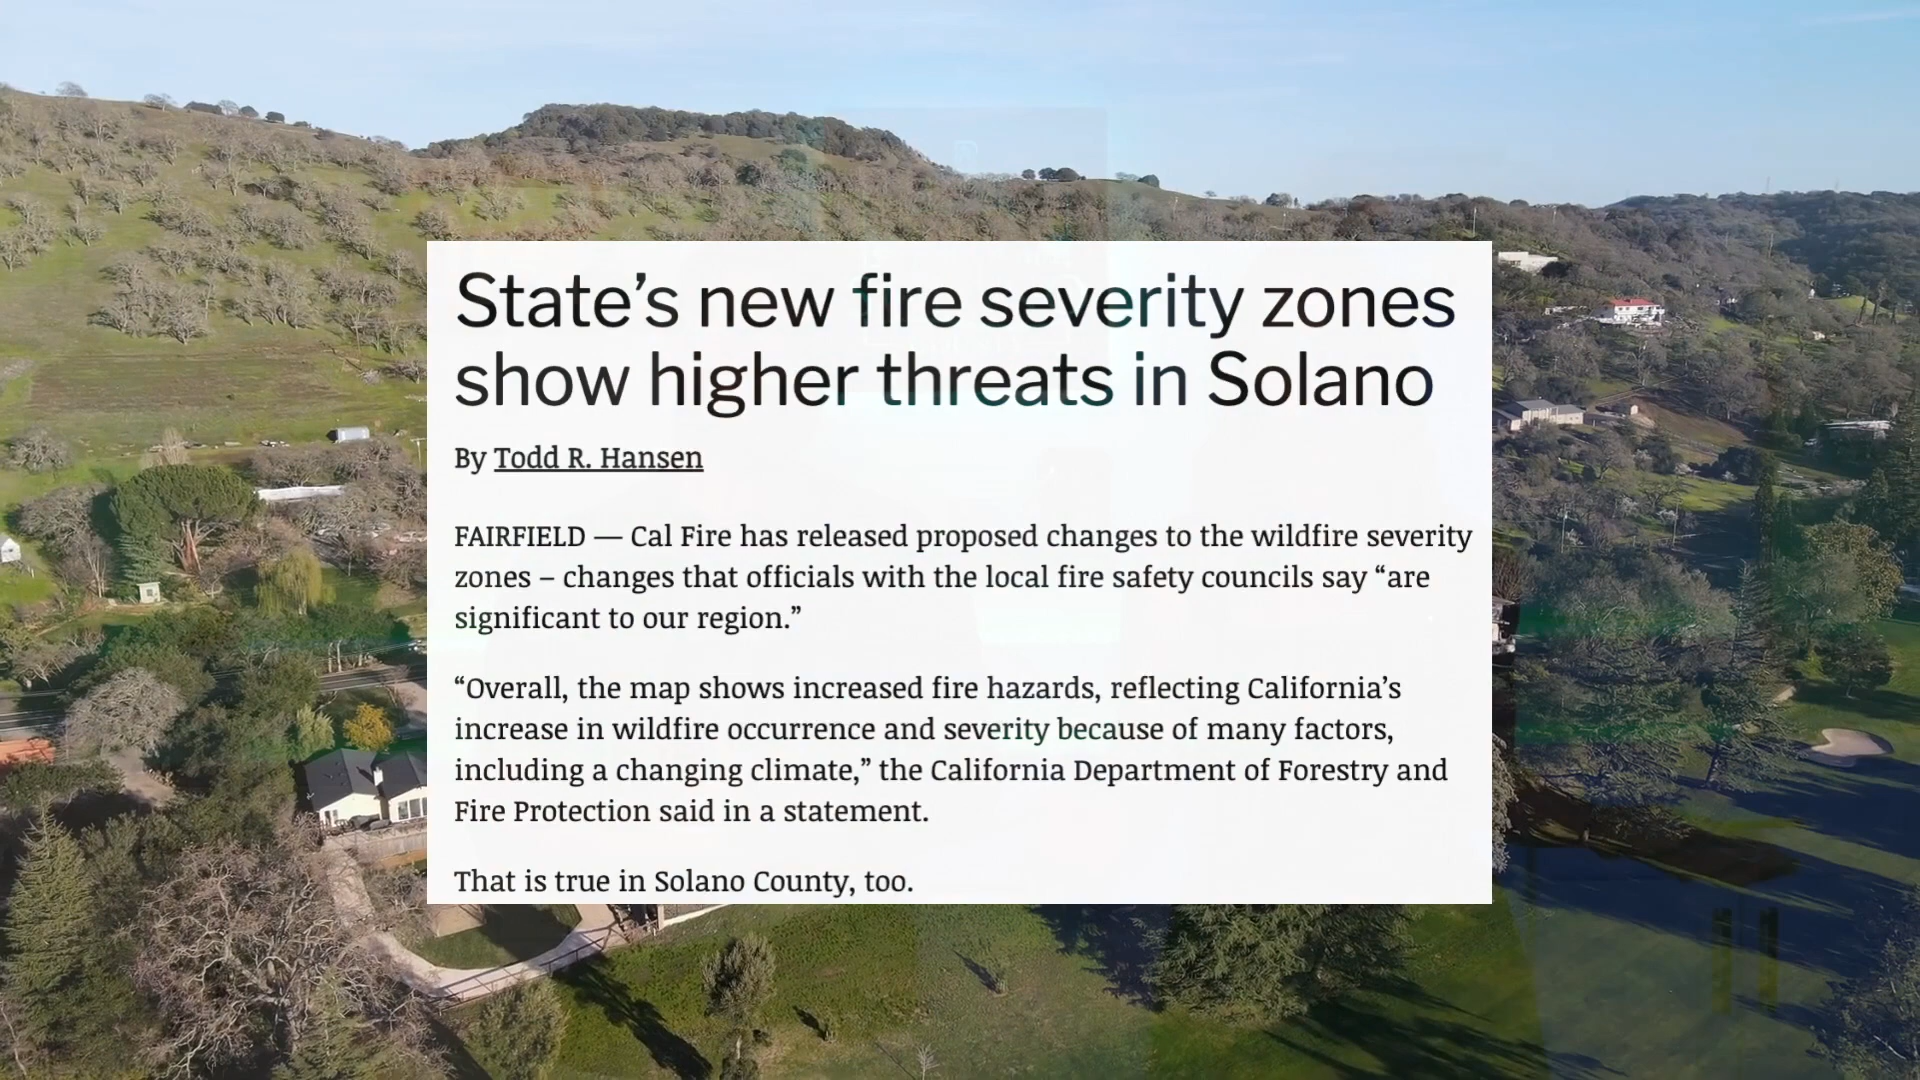 State’s new fire severity zones
show higher threats in Solano
By Todd R. Hansen
FAIRFIELD — Cal Fire has released proposed changes to the wildfire severity
zones – changes that officials with the local fire safety councils say “are
significant to our region.”
“Overall, the map shows increased fire hazards, reflecting California’s
increase in wildfire occurrence and severity because of many factors,
including a changing climate,” the California Department of Forestry and
Fire Protection said in a statement.
That is true in Solano County, too.